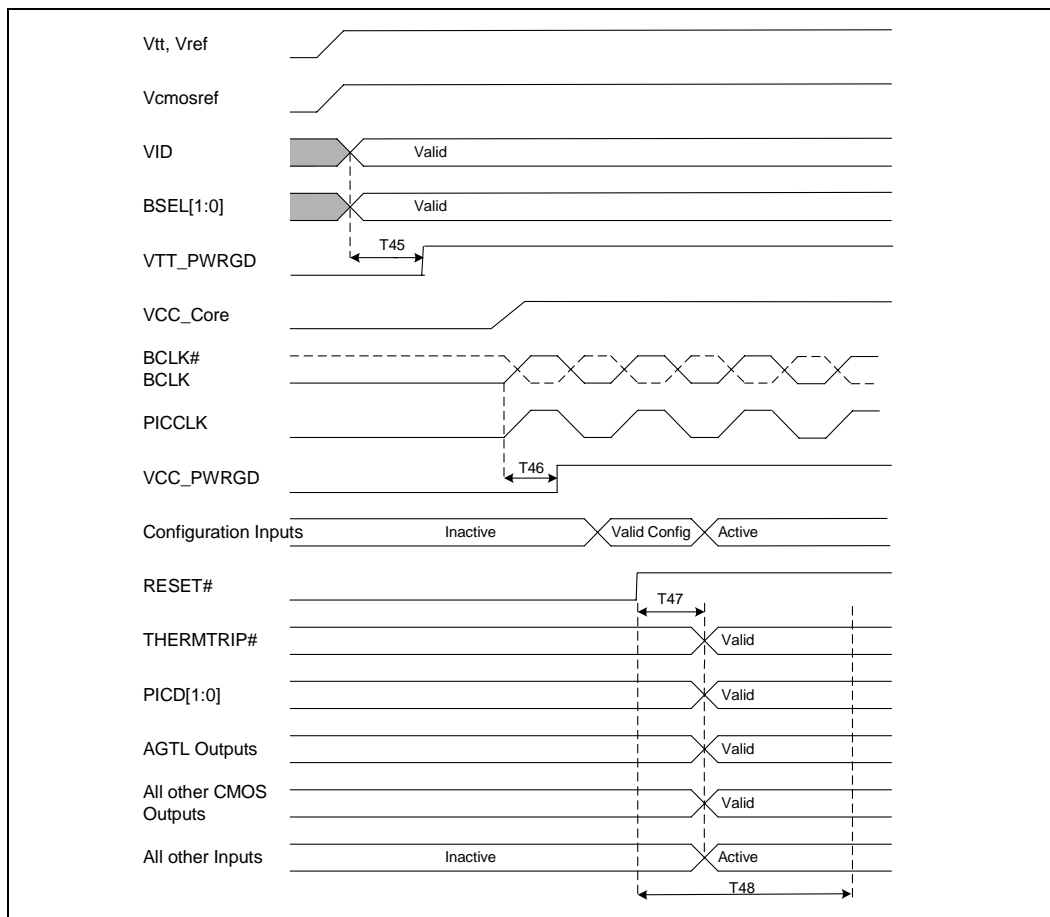 Vtt, Vref
Vcmosref
VID
Valid
BSEL[1:0]
Valid
T45
VTT_PWRGD
VCC_Core
BCLK#
BCLK
PICCLK
T46
VCC_PWRGD
Configuration Inputs
Inactive
Valid Config
Active
RESET#
T47
THERMTRIP#
Valid
PICD[1:0]
Valid
AGTL Outputs
Valid
All other CMOS
Outputs
Valid
All other Inputs
Inactive
Active
T48